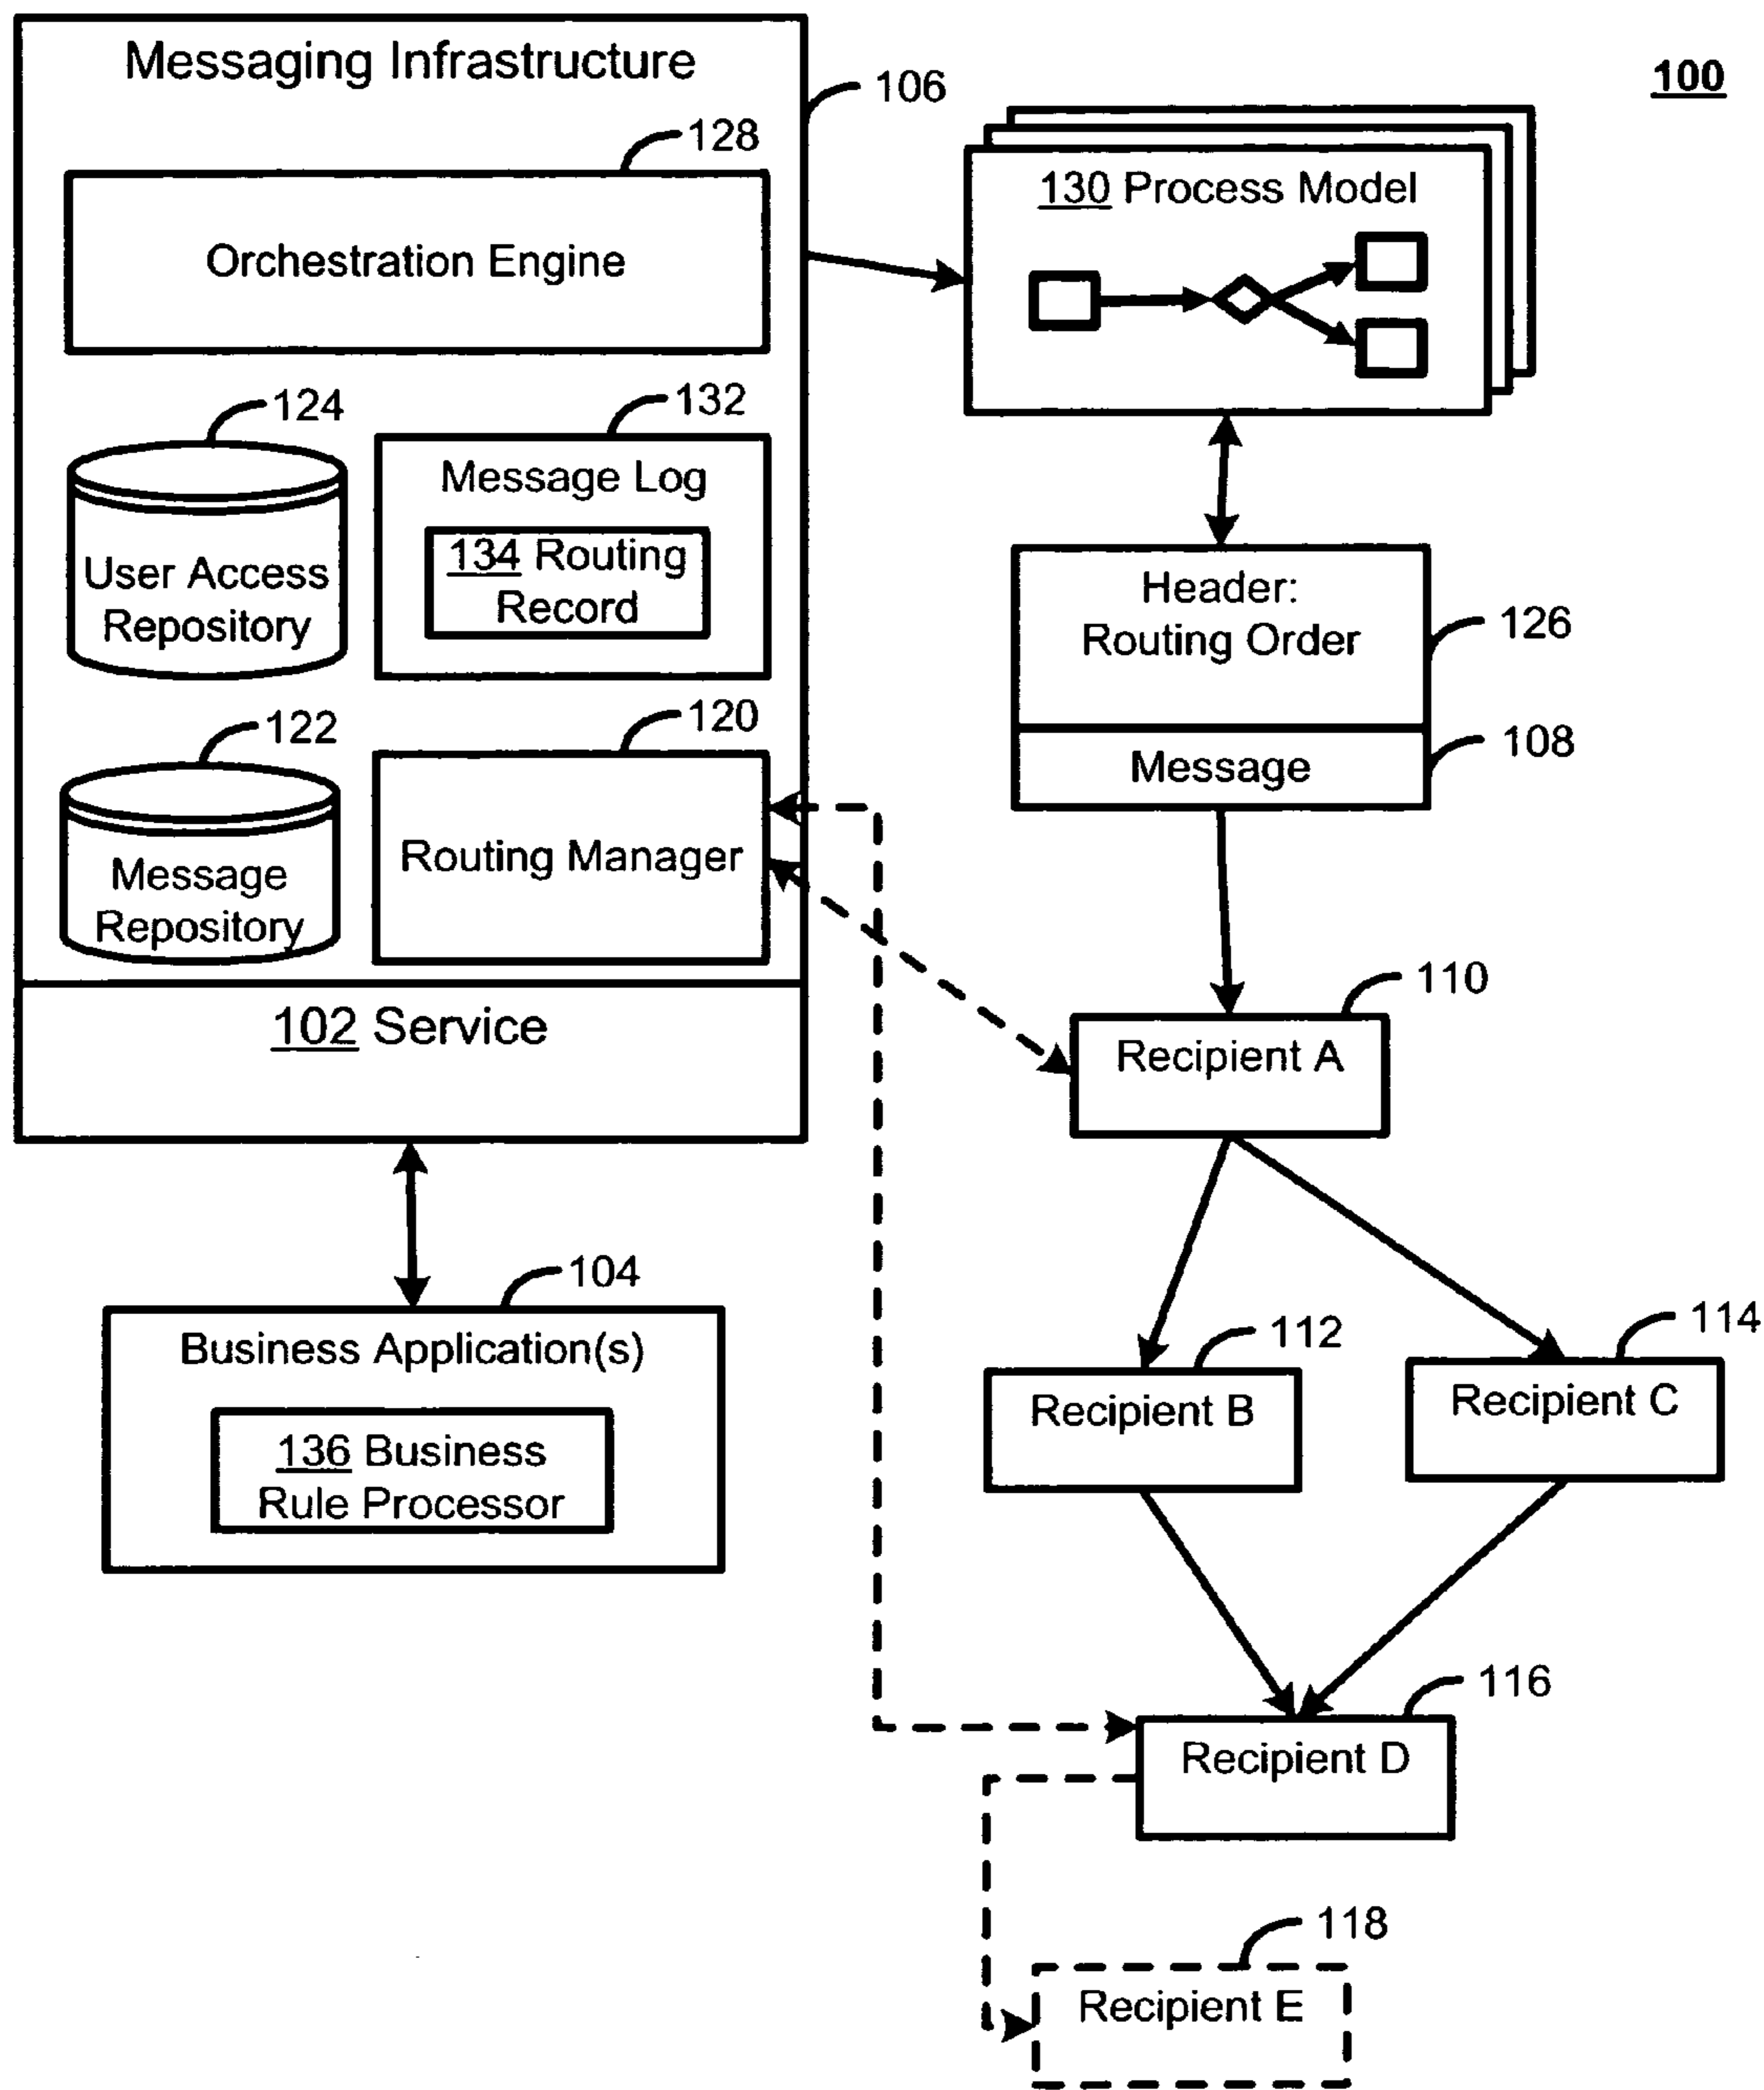 Messaging Infrastructure
106
100
128
Orchestration Engine
130 Process Model
124
132
User Access
Repository
Message Log
134 Routing
Record
Header:
Routing Order
126
122
120
108
Message
Message
Repository
Routing Manager
110
102 Service
Recipient A
104
Business Application(s)
136 Business
Rule Processor
112
114
Recipient B
Recipient C
116
Recipient D
118
Recipient E